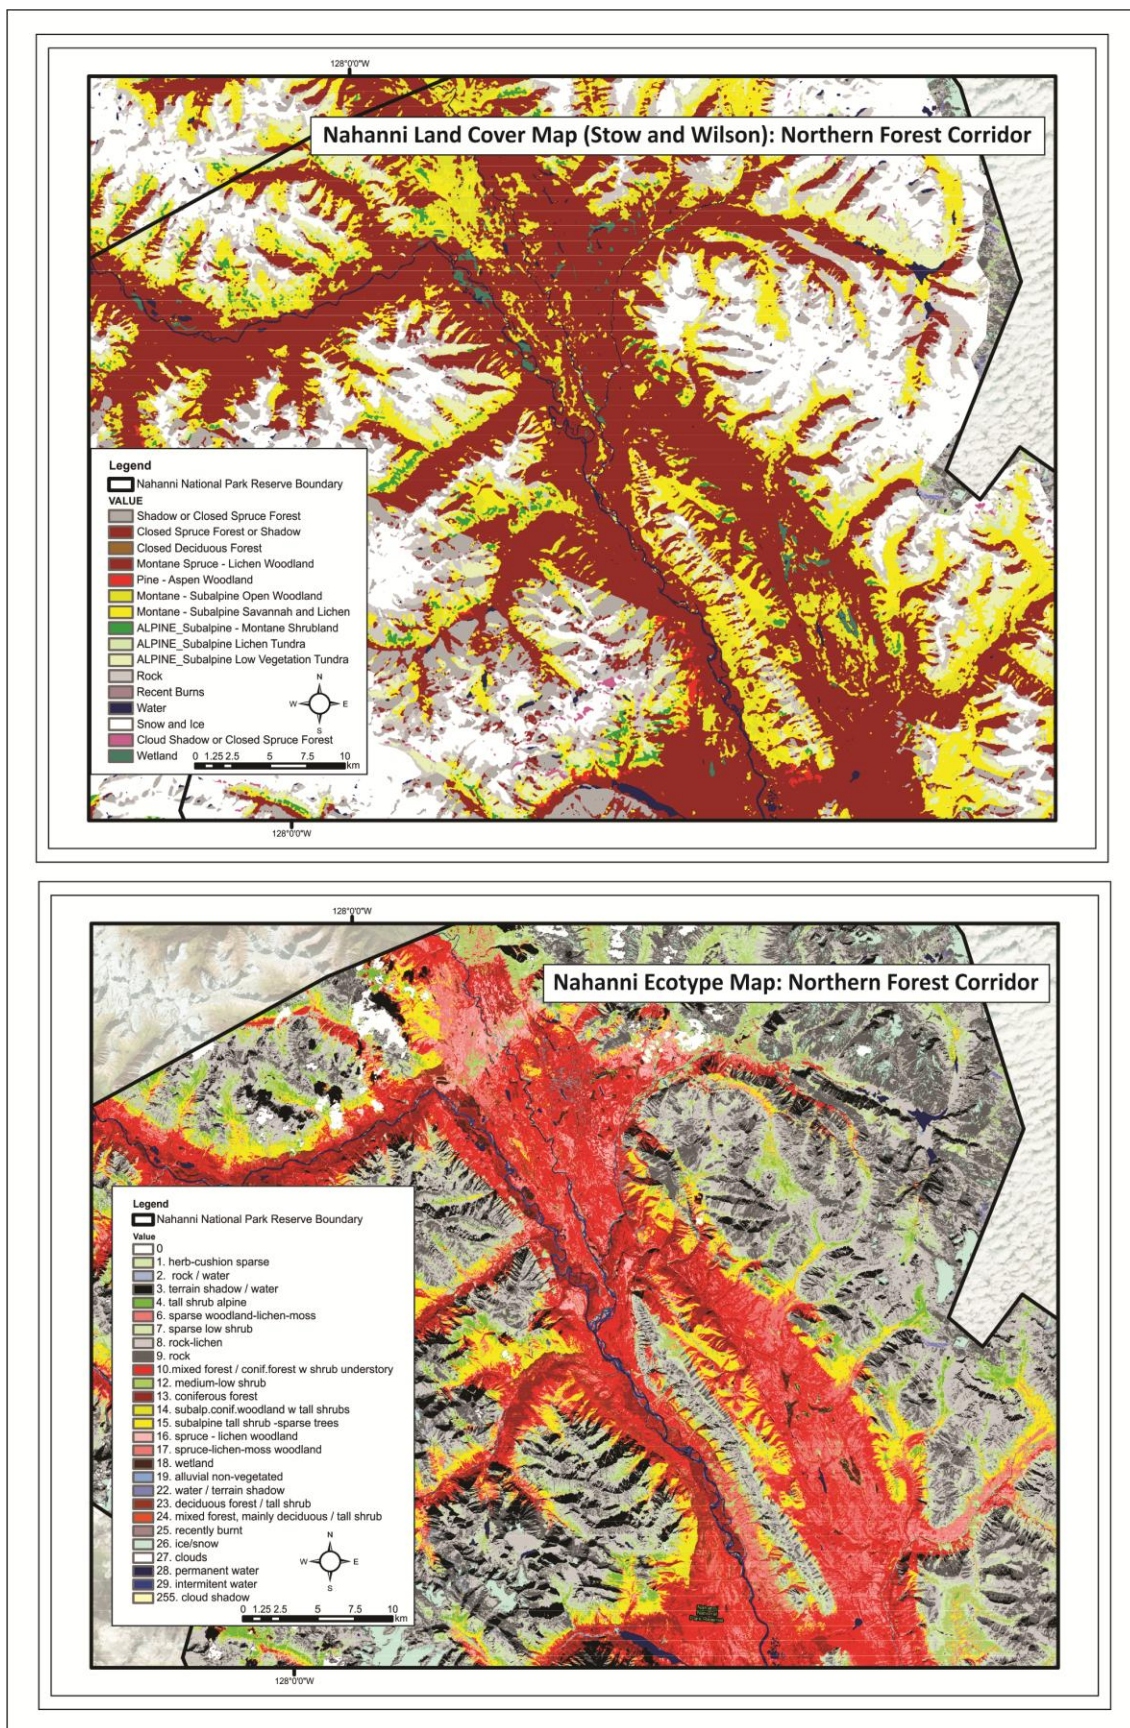 128°0'0"W
Nahanni Land Cover Map (Stow and Wilson): Northern Forest Corridor
Legend
Nahanni National Park Reserve Boundary
VALUE
Shadow or Closed Spruce Forest
Closed Spruce Forest or Shadow
Closed Deciduous Forest
Montane Spruce - Lichen Woodland
Pine - Aspen Woodland
Montane - Subalpine Open Woodland
Montane - Subalpine Savannah and Lichen
ALPINE_Subalpine - Montane Shrubland
ALPINE_Subalpine Lichen Tundra
ALPINE_Subalpine Low Vegetation Tundra
Rock
Recent Burns
Water
Snow and Ice
Cloud Shadow or Closed Spruce Forest
Wetland
N
W E
S
0 1.25 2.5 5 7.5 10
km
128°0'0"W
128°0'0"W
Nahanni Ecotype Map: Northern Forest Corridor
Legend
Nahanni National Park Reserve Boundary
Value
0
1. herb-cushion sparse
2. rock / water
3. terrain shadow / water
4. tall shrub alpine
6. sparse woodland-lichen-moss
7. sparse low shrub
8. rock-lichen
9. rock
10.mixed forest / conif.forest w shrub understory
12. medium-low shrub
13. coniferous forest
14. subalp.conif.woodland w tall shrubs
15. subalpine tall shrub -sparse trees
16. spruce - lichen woodland
17. spruce-lichen-moss woodland
18. wetland
19. alluvial non-vegetated
22. water / terrain shadow
23. deciduous forest / tall shrub
24. mixed forest, mainly deciduous / tall shrub
25. recently burnt
26. ice/snow
27. clouds
28. permanent water
29. intermitent water
255. cloud shadow
N
W E
S
0 1.25 2.5 5 7.5 10
km
128°0'0"W